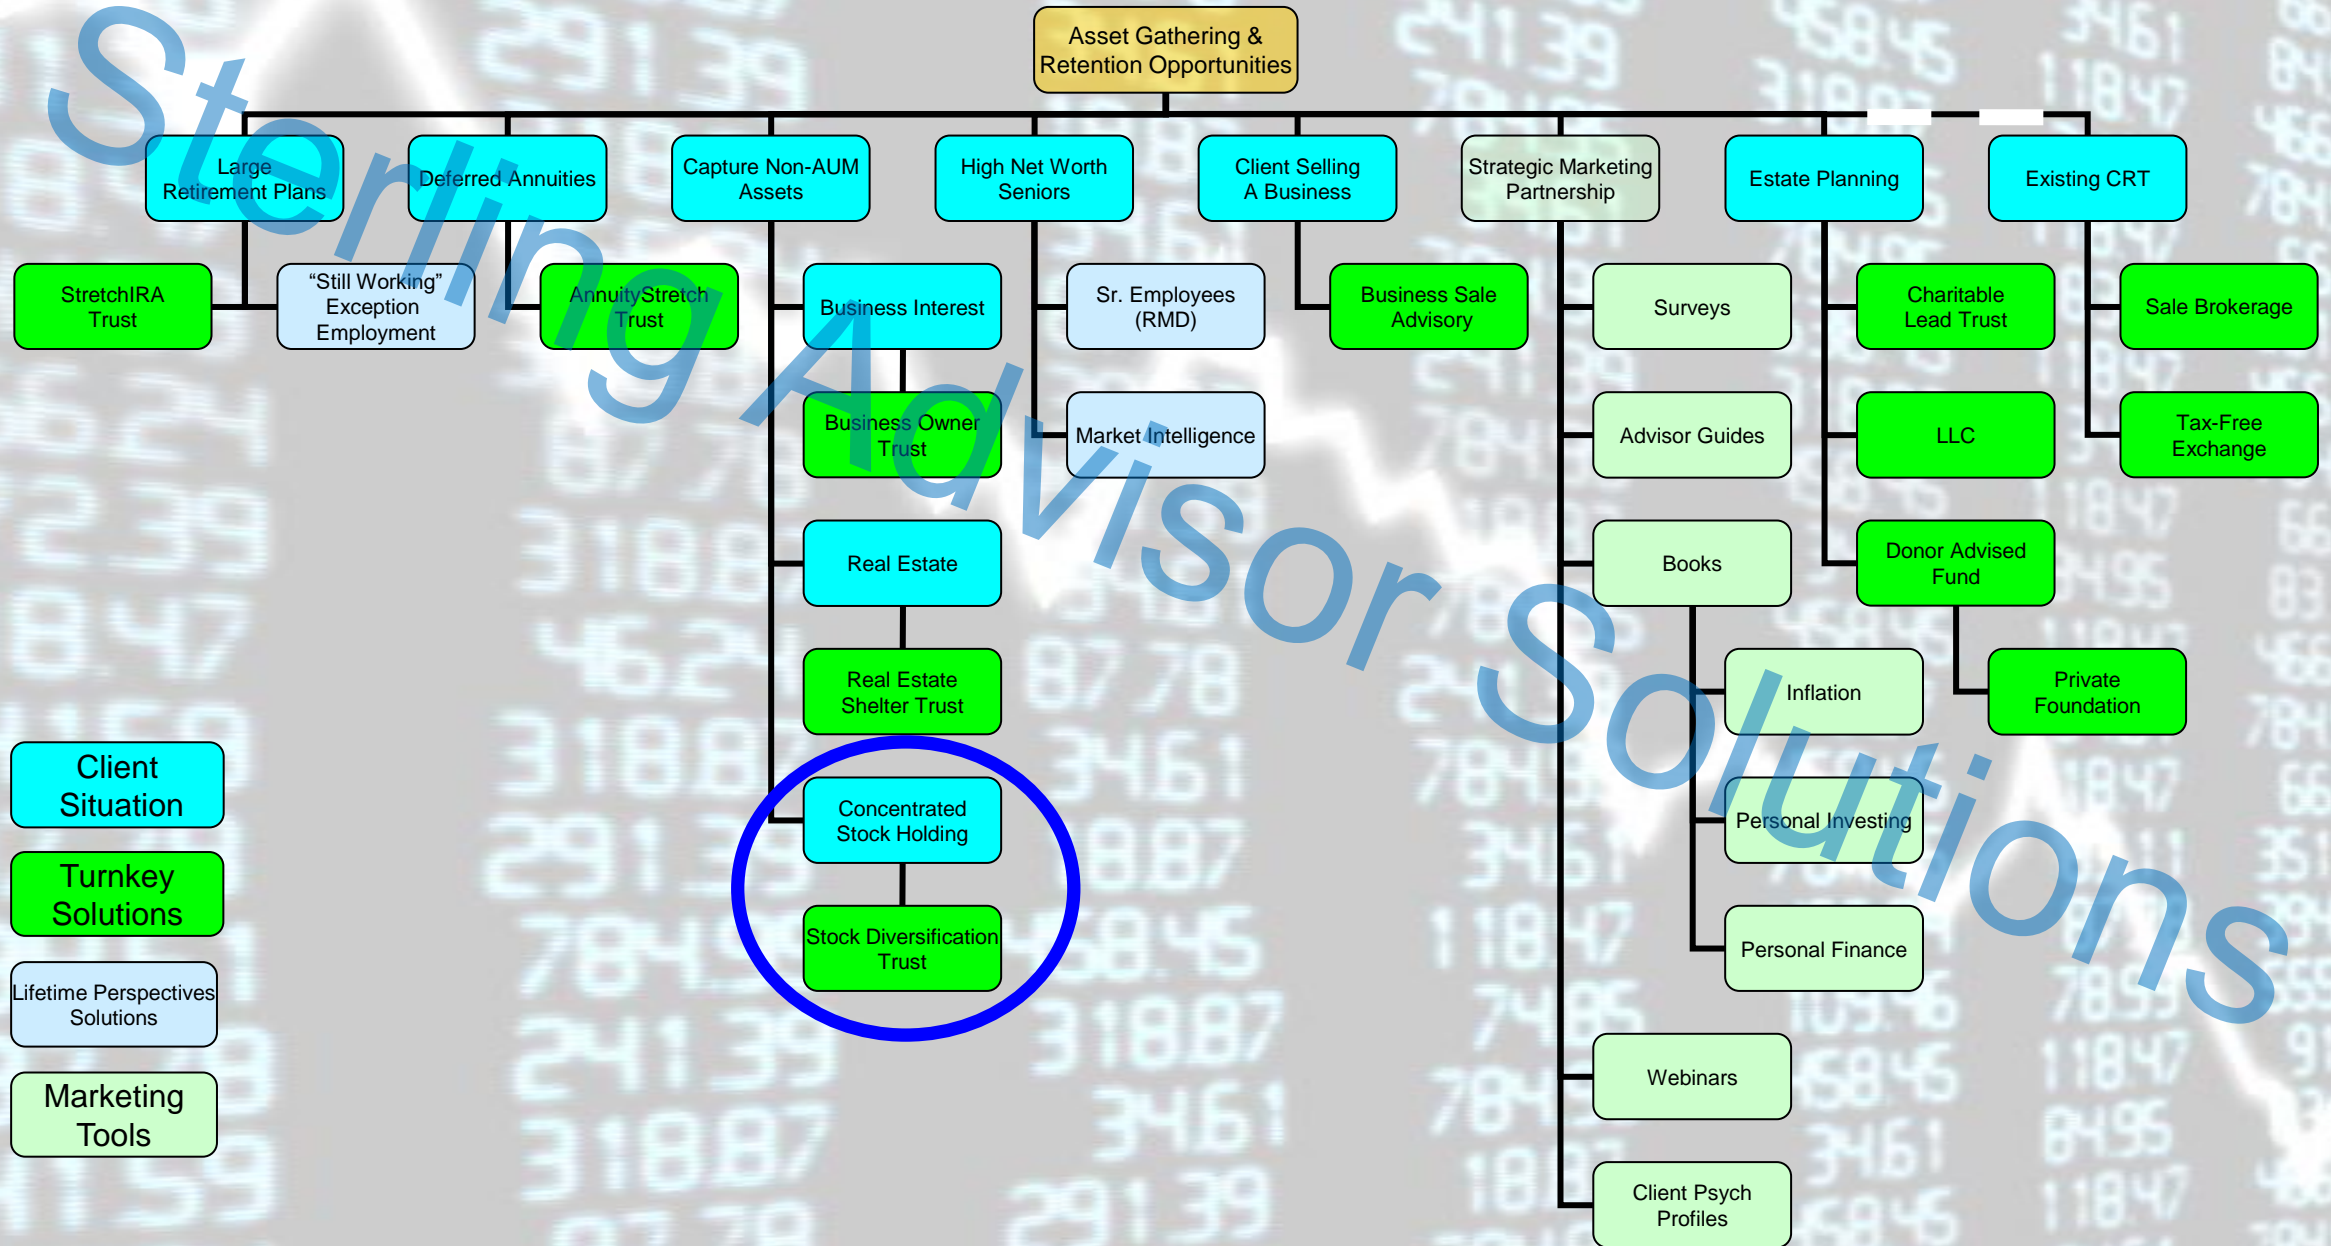 Asset Gathering &
Retention Opportunities
Large
Retirement Plans
Deferred Annuities
Capture Non-AUM
Assets
High Net Worth
Seniors
Client Selling
A Business
Strategic Marketing
Partnership
Estate Planning
Existing CRT
StretchIRA
Trust
“Still Working”
Exception
Employment
AnnuityStretch
Trust
Business Interest
Sr. Employees
(RMD)
Business Sale
Advisory
Surveys
Charitable
Lead Trust
Sale Brokerage
Business Owner
Trust
Market Intelligence
Advisor Guides
LLC
Tax-Free
Exchange
Real Estate
Books
Donor Advised
Fund
Real Estate
Shelter Trust
Inflation
Private
Foundation
Concentrated
Stock Holding
Personal Investing
Stock Diversification
Trust
Personal Finance
Webinars
Client Psych
Profiles
Client
Situation
Turnkey
Solutions
Lifetime Perspectives
Solutions
Marketing
Tools
Sterling Advisor Solutions